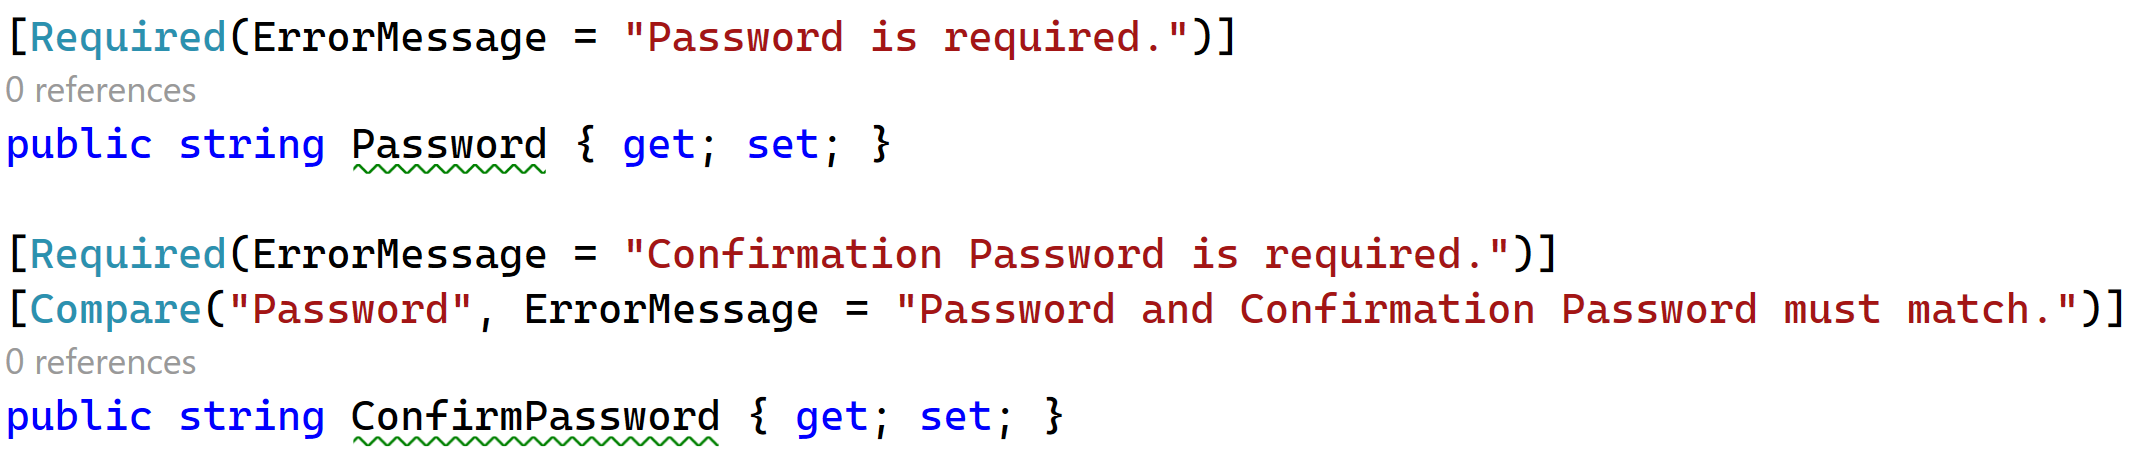 [Required(ErrorMessage = "Password is required.")]
0 references
public string Password { get; set; }
[Required(ErrorMessage = "Confirmation Password is required.")]
[Compare("Password", ErrorMessage = "Password and Confirmation Password must match.")]
0 references
public string ConfirmPassword { get; set; }